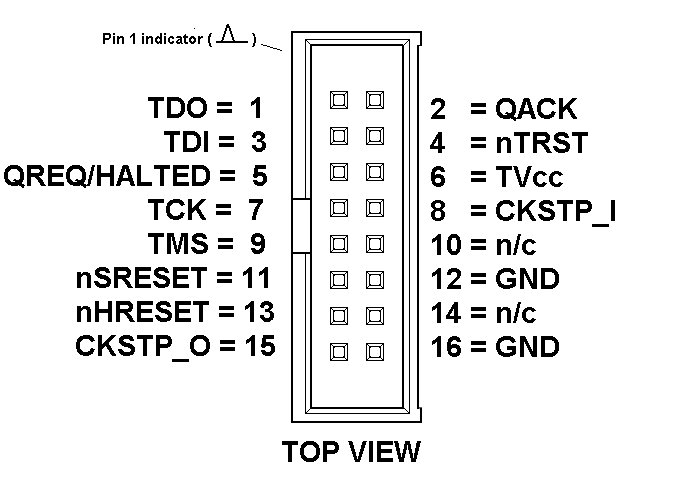 Pin 1 indicator ( )
TDO = 1 2 = QACK
TDI = 3 4 = nTRST
QREQ/HALTED = 5 6 = TVcc
TCK = 7 8 = CKSTP_I
TMS = 9 10 = n/c
nSRESET = 11 12 = GND
nHRESET = 13 14 = n/c
CKSTP_O = 15 16 = GND
TOP VIEW